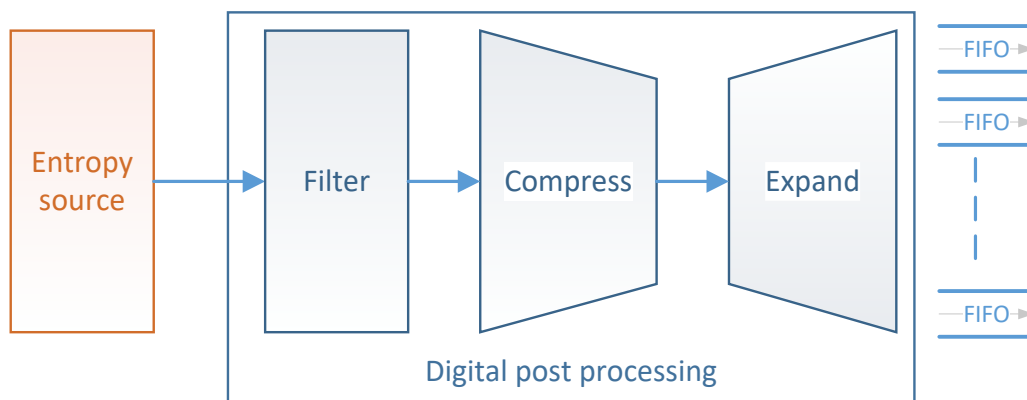 Entropy
source
Filter
Compress
Expand
Digital post processing
FIFO
FIFO
FIFO